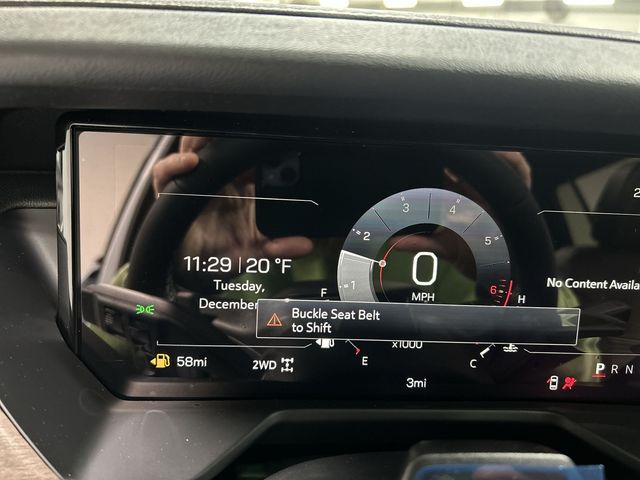 2
3
4
2
5
11:29 | 20 °F
0
No Content Availa
Tuesday,
F
1
6
MPH
H
December
Buckle Seat Belt
to Shift
x1000
58mi
2WD
E
C
P R N
3mi